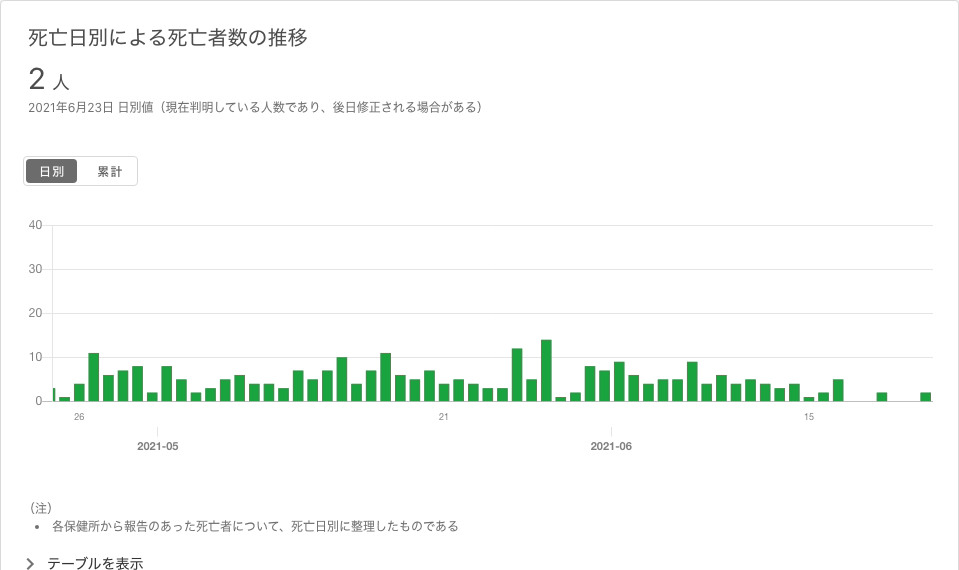 死亡日別による死亡者数の推移
2 人
2021年6月23日 日別値（現在判明している人数であり、後日修正される場合がある）
日別 累計
40
30
20
10
0
26 21 15
2021-05 2021-06
（注）
• 各保健所から報告のあった死亡者について、死亡日別に整理したものである
テーブルを表示